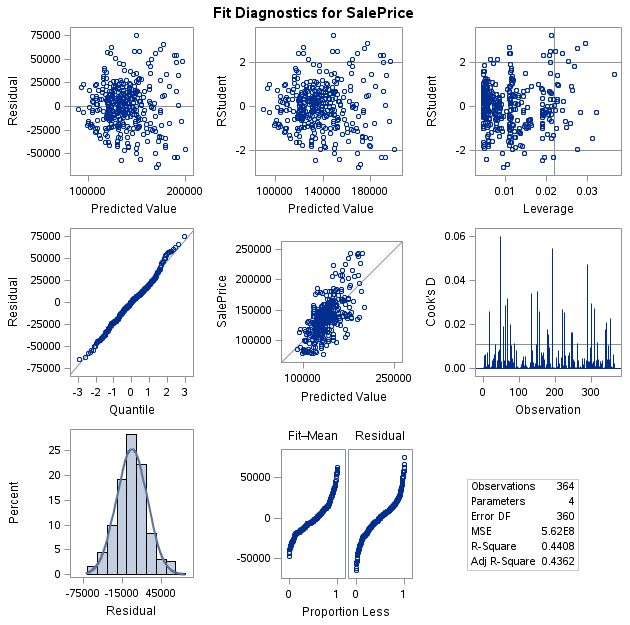 Fit Diagnostics for SalePrice
75000
50000
25000
0
-25000
-50000
Residual
100000 200000
Predicted Value
2
0
-2
RStudent
100000 140000 180000
Predicted Value
2
0
-2
RStudent
0.01 0.02 0.03
Leverage
75000
50000
25000
0
-25000
-50000
-75000
Residual
-3 -2 -1 0 1 2 3
Quantile
250000
200000
150000
100000
SalePrice
100000 250000
Predicted Value
0.06
0.04
0.02
0.00
Cook's D
0 100 200 300
Observation
25
20
15
10
5
0
Percent
-75000 -15000 45000
Residual
Fit–Mean Residual
50000
0
-50000
0 1 0 1
Proportion Less
Observations 364
Parameters 4
Error DF 360
MSE 5.62E8
R-Square 0.4408
Adj R-Square 0.4362